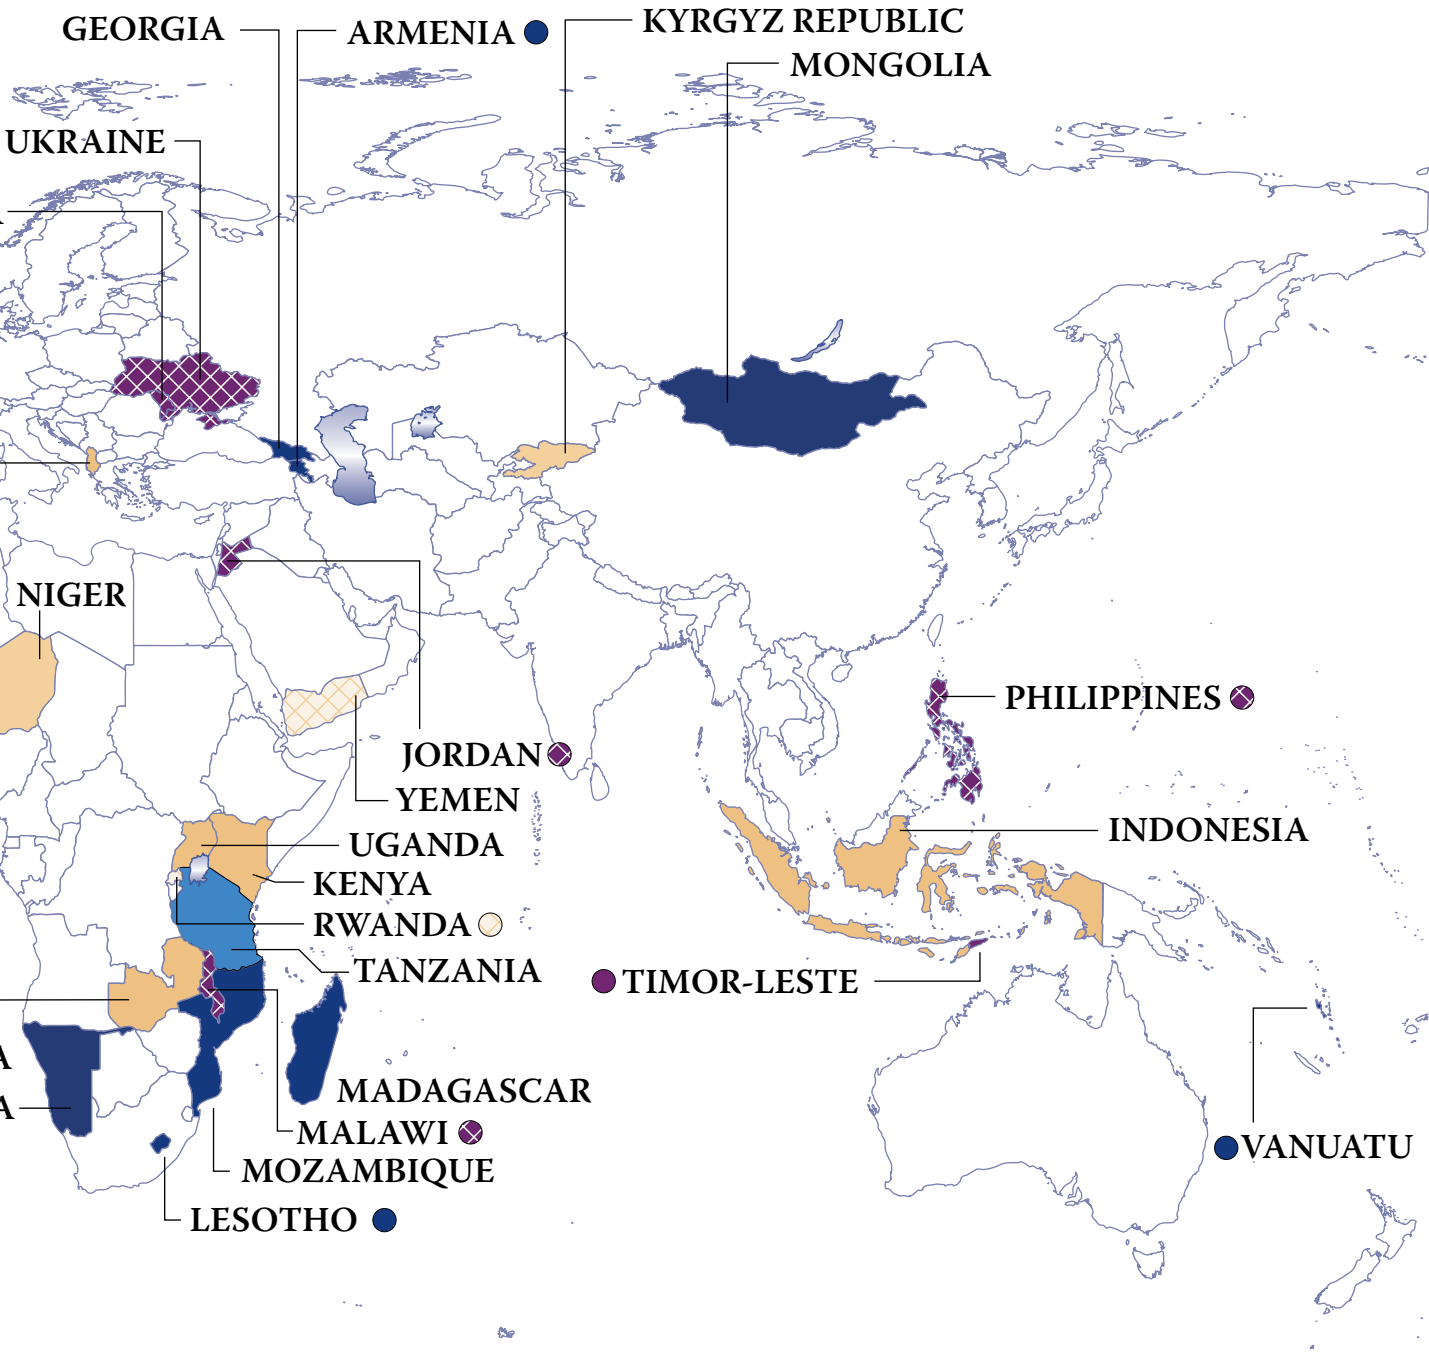 GEORGIA
ARMENIA
KYRGYZ REPUBLIC
MONGOLIA
UKRAINE
NIGER
PHILIPPINES
JORDAN
YEMEN
INDONESIA
UGANDA
KENYA
RWANDA
TANZANIA
TIMOR-LESTE
A
MADAGASCAR
A
MALAWI
VANUATU
MOZAMBIQUE
LESOTHO